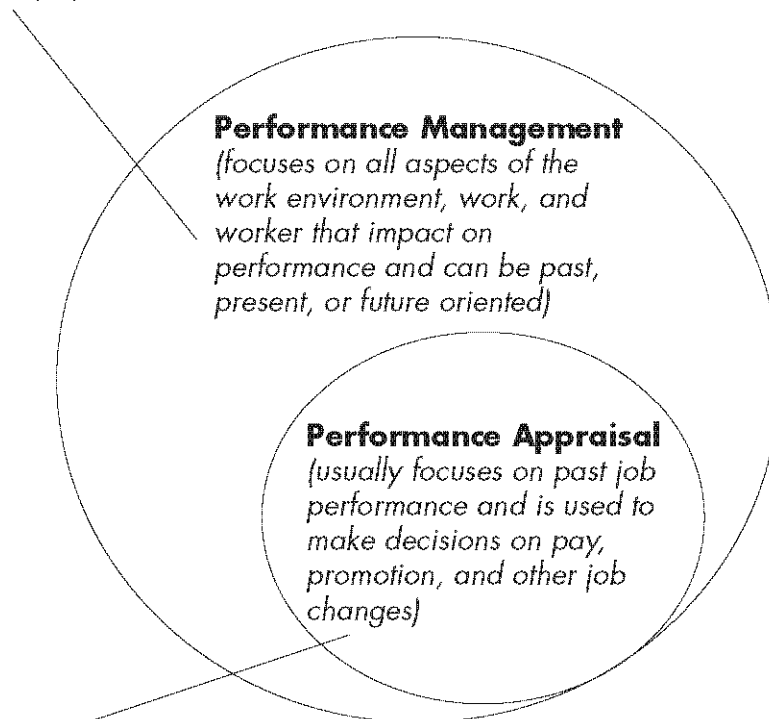 Performance Management
(focuses on all aspects of the
work environment, work, and
worker that impact on
performance and can be past,
present, or future oriented)
Performance Appraisal
(usually focuses on past job
performance and is used to
make decisions on pay,
promotion, and other job
changes)